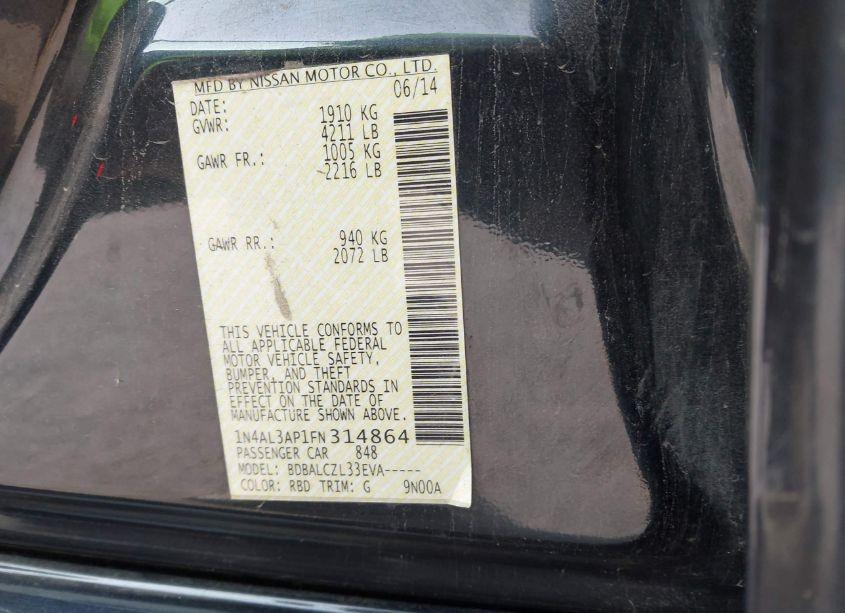 MFD BY NISSAN MOTOR CO., LTD.
DATE: 06/14
GVWR: 1910 KG
4211 LB
GAWR FR.: 1005 KG
2216 LB
GAWR RR.: 940 KG
2072 LB
THIS VEHICLE CONFORMS TO
ALL APPLICABLE FEDERAL
MOTOR VEHICLE SAFETY,
BUMPER, AND THEFT
PREVENTION STANDARDS IN
EFFECT ON THE DATE OF
MANUFACTURE SHOWN ABOVE.
1N4AL3AP1FN314864
PASSENGER CAR 848
MODEL: BDBALCZL33EVA-----
COLOR: RBD TRIM: G 9N00A